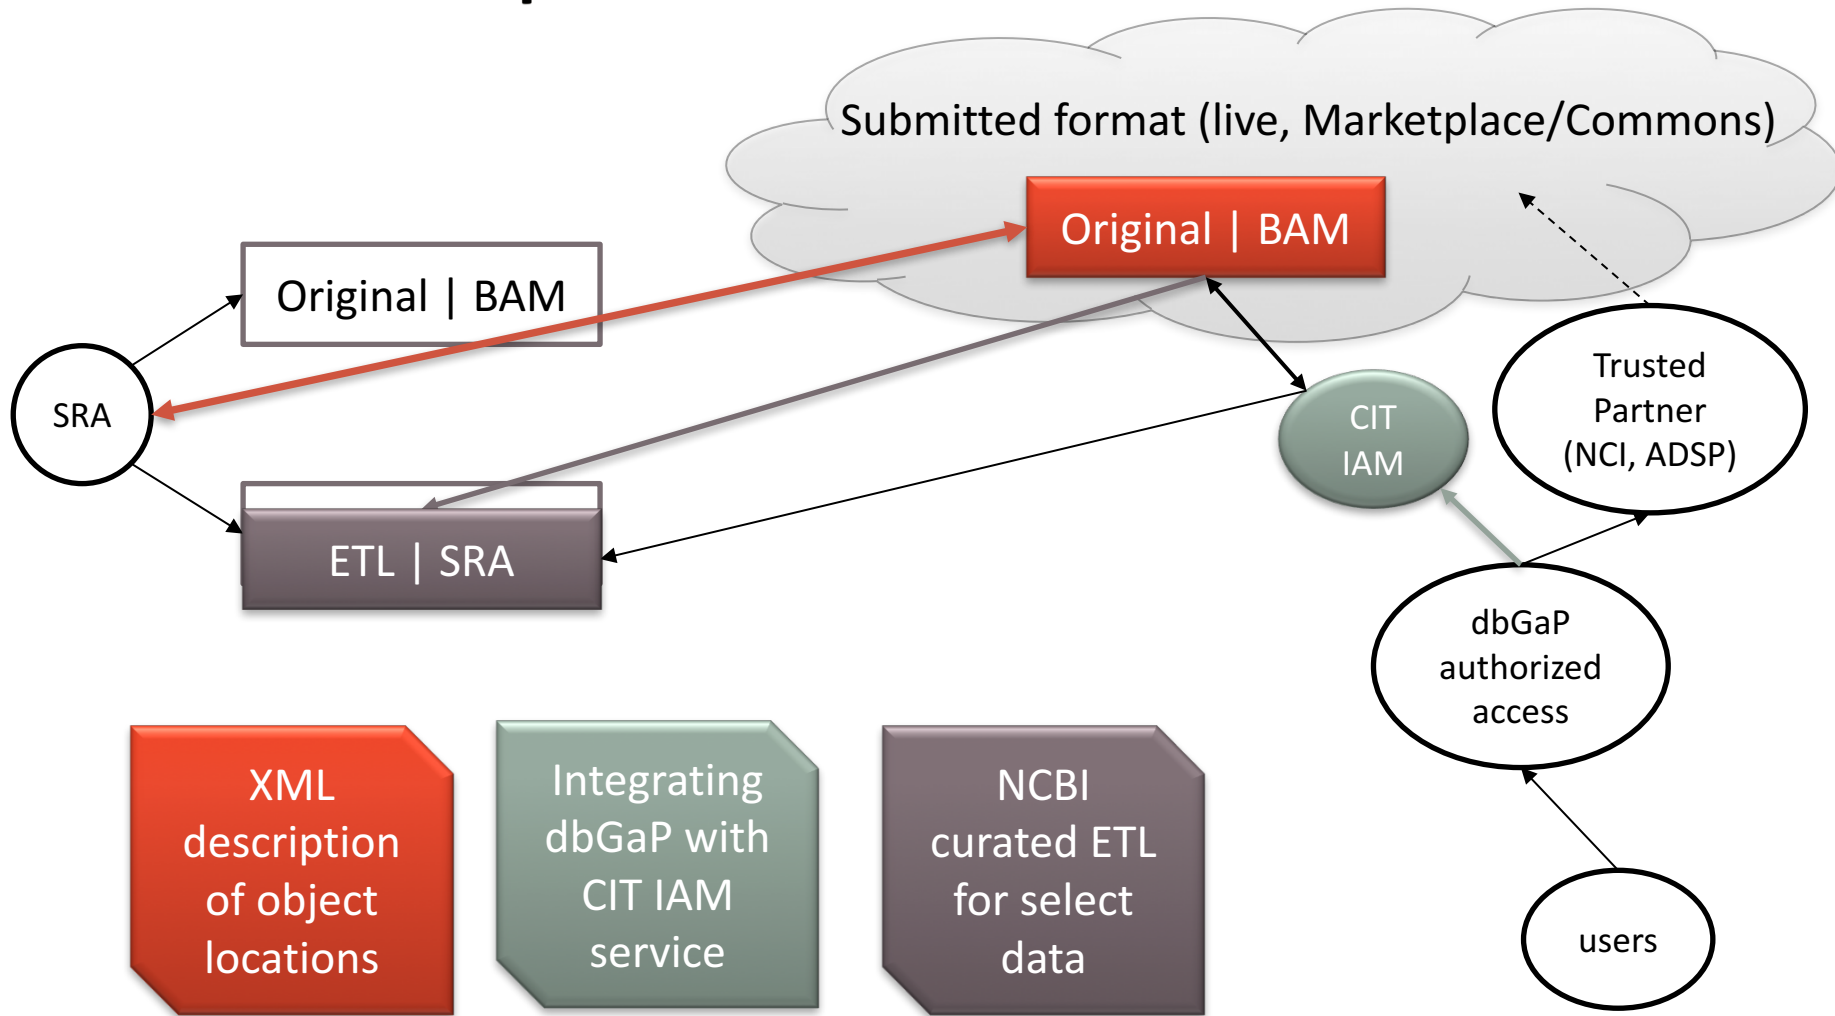 Submitted format (live, Marketplace/Commons)
Original | BAM
Original | BAM
SRA
CIT
IAM
Trusted
Partner
(NCI, ADSP)
ETL | SRA
dbGaP
authorized
access
XML
description
of object
locations
Integrating
dbGaP with
CIT IAM
service
NCBI
curated ETL
for select
data
users